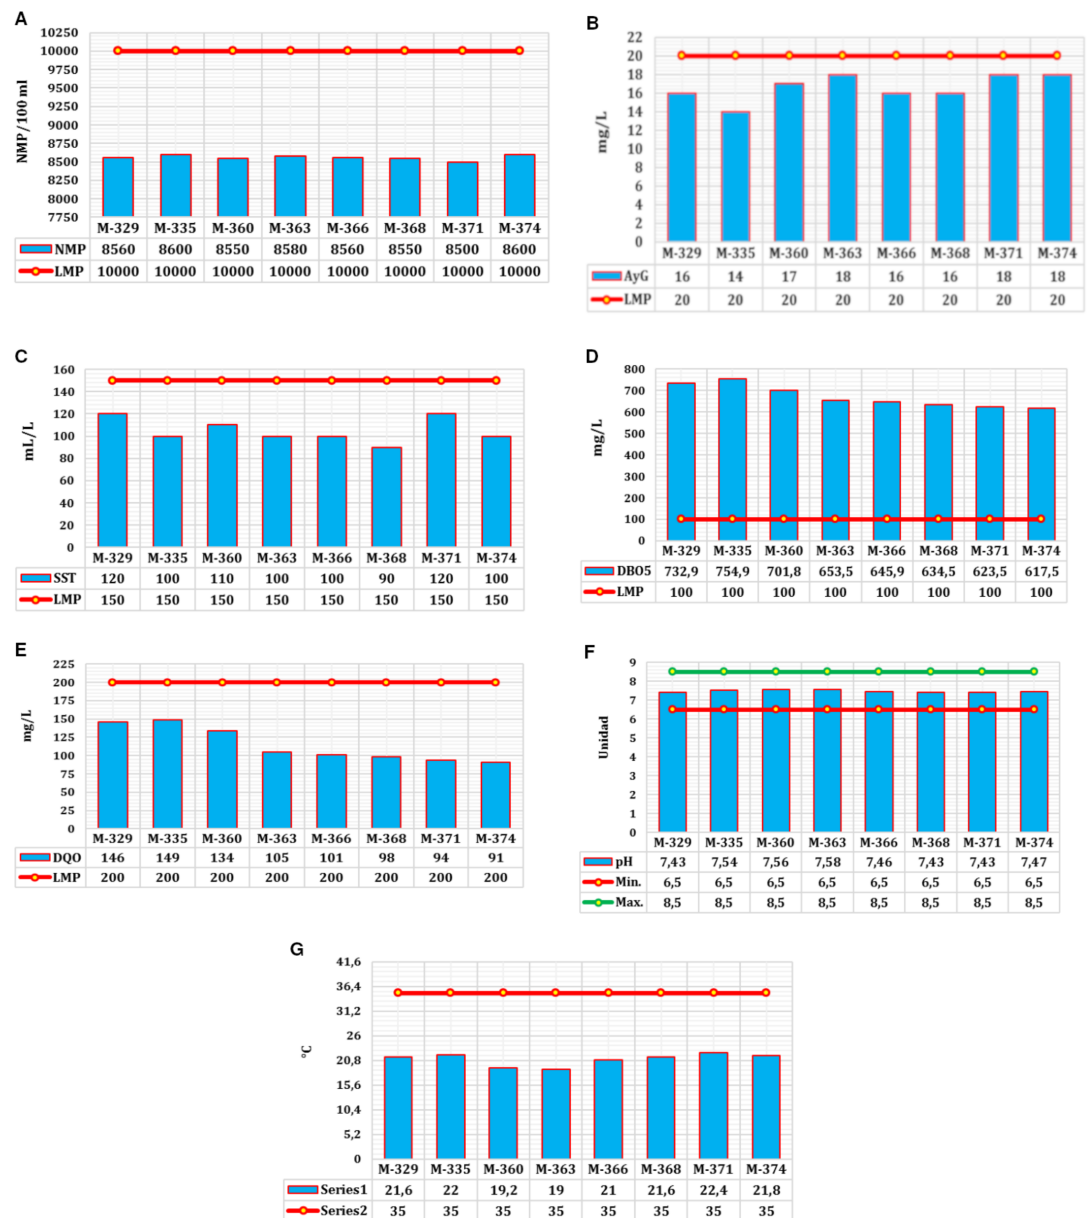 A
10250
10000
9750
9500
9250
9000
8750
8500
8250
8000
7750
NMP/100 ml
M-329 M-335 M-360 M-363 M-366 M-368 M-371 M-374
NMP 8560 8600 8550 8580 8560 8550 8500 8600
LMP 10000 10000 10000 10000 10000 10000 10000 10000
B
22
20
18
16
14
12
10
8
6
4
2
0
mg/L
M-329 M-335 M-360 M-363 M-366 M-368 M-371 M-374
AyG 16 14 17 18 16 16 18 18
LMP 20 20 20 20 20 20 20 20
C
160
140
120
100
80
60
40
20
0
mL/L
M-329 M-335 M-360 M-363 M-366 M-368 M-371 M-374
SST 120 100 110 100 100 90 120 100
LMP 150 150 150 150 150 150 150 150
D
800
700
600
500
400
300
200
100
0
mg/L
M-329 M-335 M-360 M-363 M-366 M-368 M-371 M-374
DBO5 732,9 754,9 701,8 653,5 645,9 634,5 623,5 617,5
LMP 100 100 100 100 100 100 100 100
E
225
200
175
150
125
100
75
50
25
0
mg/L
M-329 M-335 M-360 M-363 M-366 M-368 M-371 M-374
DQO 146 149 134 105 101 98 94 91
LMP 200 200 200 200 200 200 200 200
F
9
8
7
6
5
4
3
2
1
0
Unidad
M-329 M-335 M-360 M-363 M-366 M-368 M-371 M-374
pH 7,43 7,54 7,56 7,58 7,46 7,43 7,43 7,47
Min. 6,5 6,5 6,5 6,5 6,5 6,5 6,5 6,5
Max. 8,5 8,5 8,5 8,5 8,5 8,5 8,5 8,5
G
41,6
36,4
31,2
26
20,8
15,6
10,4
5,2
0
°C
M-329 M-335 M-360 M-363 M-366 M-368 M-371 M-374
Series1 21,6 22 19,2 19 21 21,6 22,4 21,8
Series2 35 35 35 35 35 35 35 35